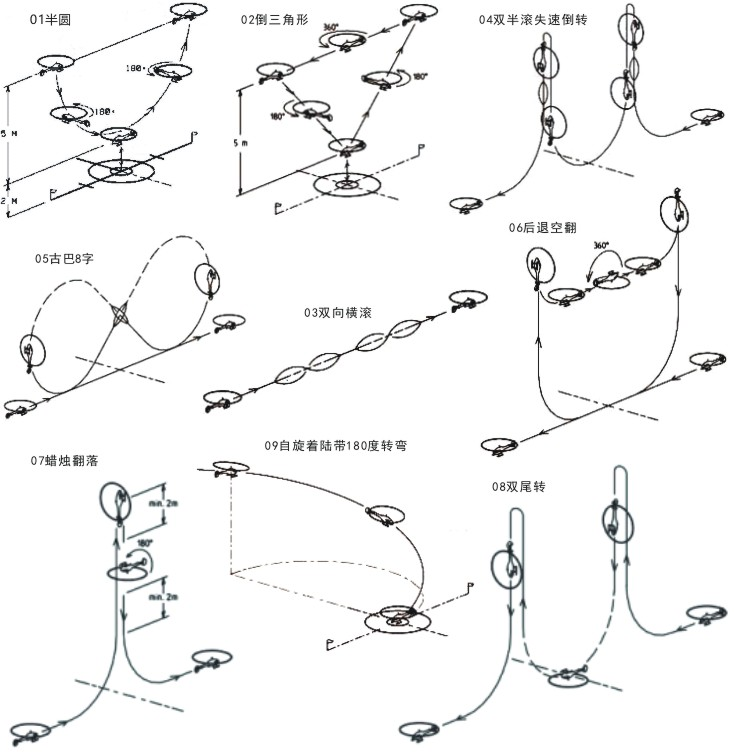 01半圆
180°
180°
5 M
2 M
P
P
02倒三角形
360°
180°
180°
5 m
P
P
04双半滚失速倒转
05古巴8字
03双向横滚
06后退空翻
360°
07蜡烛翻落
min. 2m
180°
min. 2m
09自旋着陆带180度转弯
P
P
08双尾转